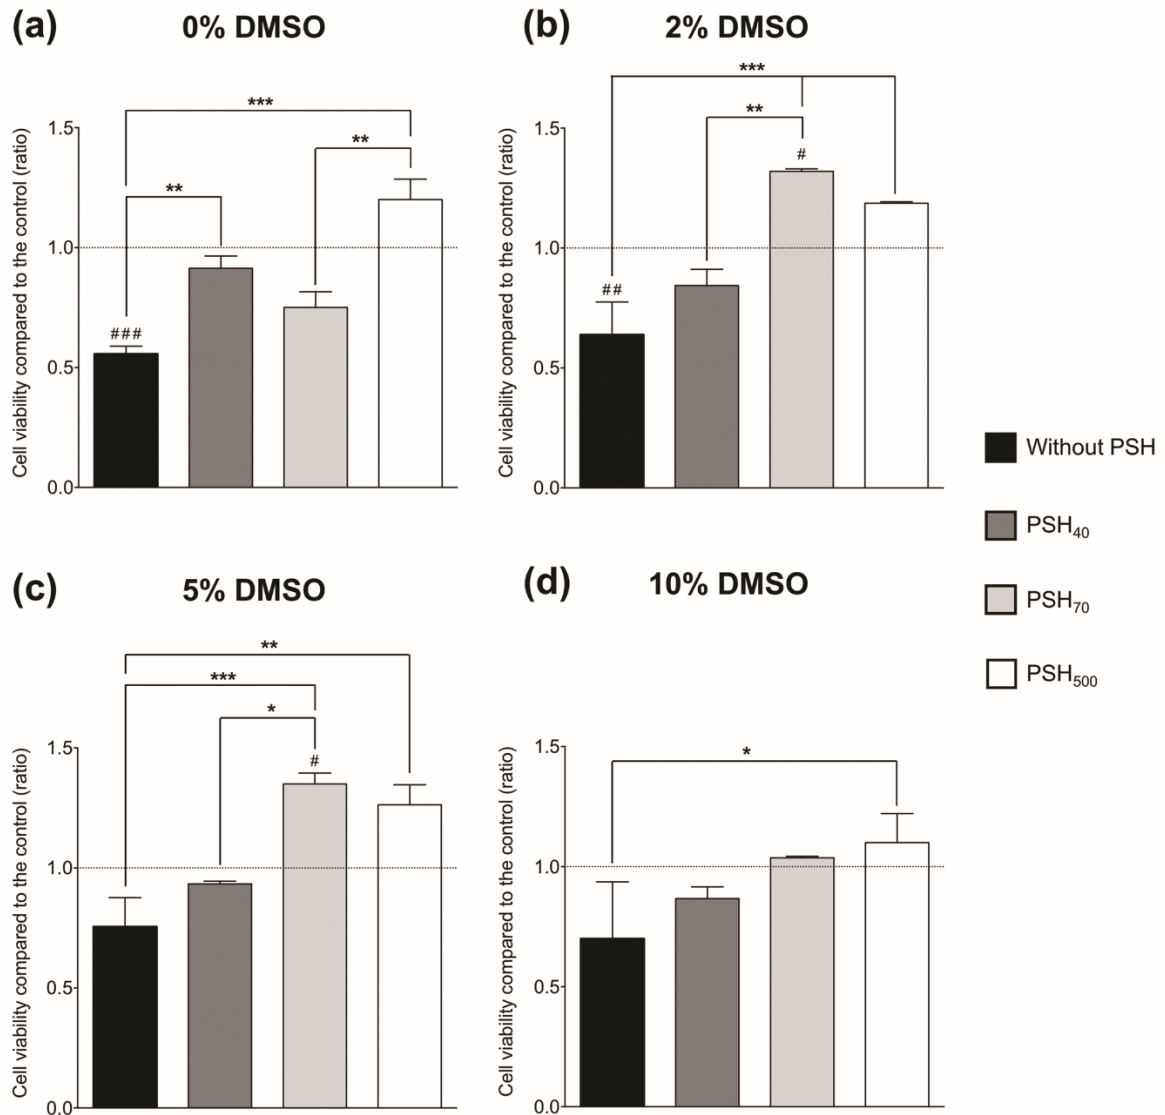 (a) 0% DMSO
Cell viability compared to the control (ratio)
1.5
1.0
0.5
0.0
***
**
**
###
(b) 2% DMSO
Cell viability compared to the control (ratio)
1.5
1.0
0.5
0.0
***
**
#
##
Without PSH
PSH40
PSH70
PSH500
(c) 5% DMSO
Cell viability compared to the control (ratio)
1.5
1.0
0.5
0.0
**
***
*
#
(d) 10% DMSO
Cell viability compared to the control (ratio)
1.5
1.0
0.5
0.0
*